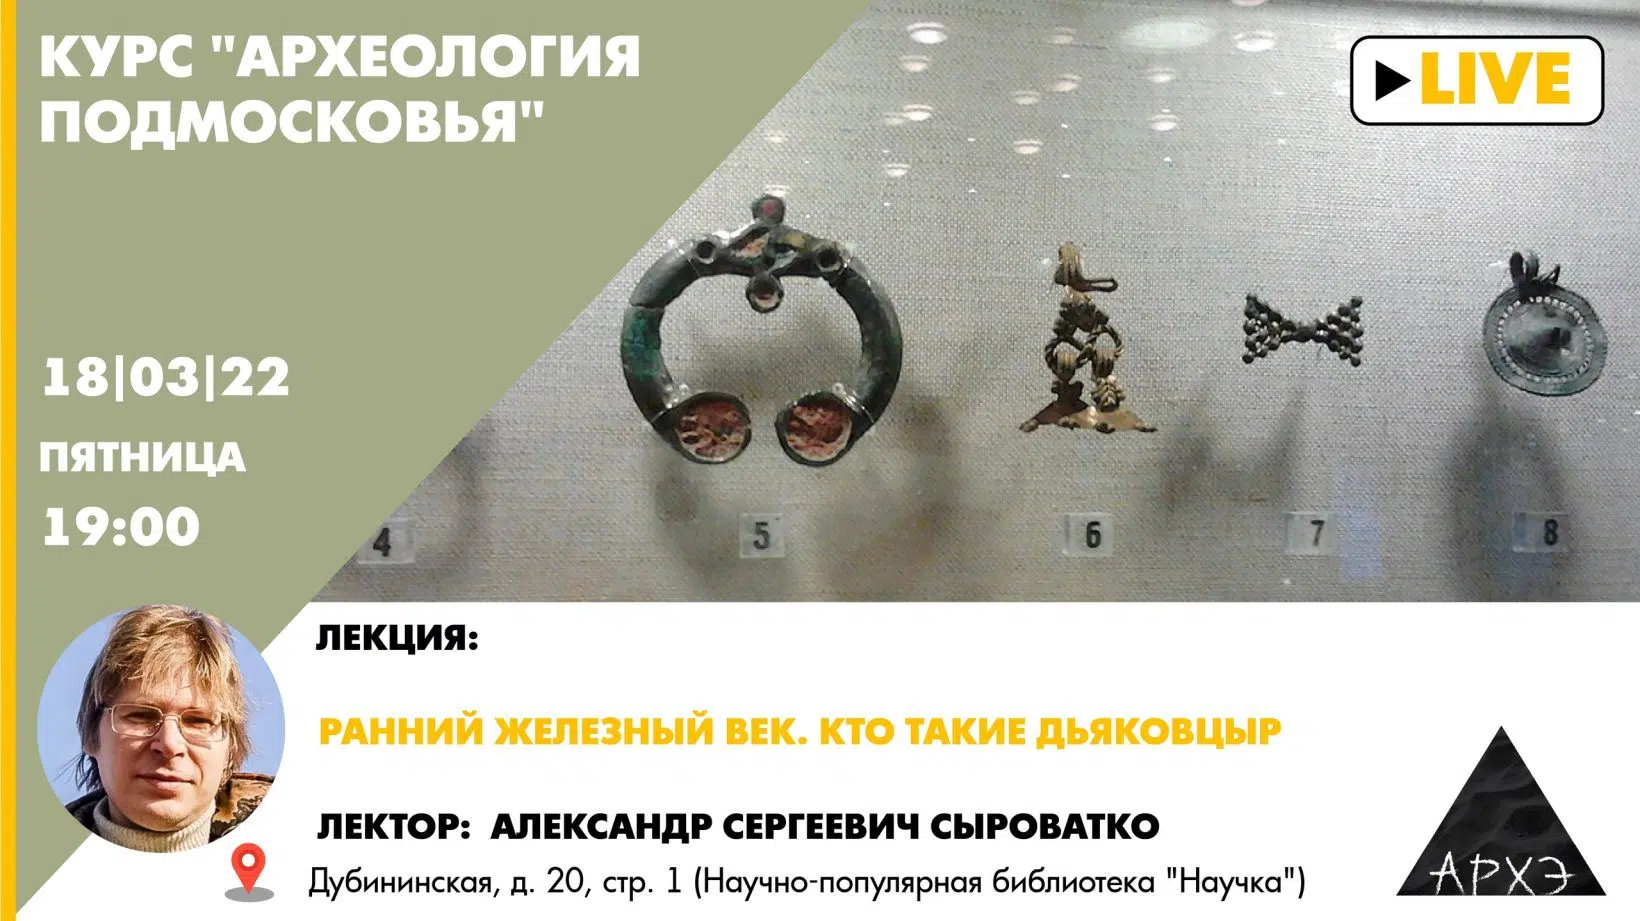 КУРС "АРХЕОЛОГИЯ
ПОДМОСКОВЬЯ"
LIVE
18|03|22
ПЯТНИЦА
19:00
4
5
6
7
8
ЛЕКЦИЯ:
РАННИЙ ЖЕЛЕЗНЫЙ ВЕК. КТО ТАКИЕ ДЬЯКОВЦЫР
ЛЕКТОР: АЛЕКСАНДР СЕРГЕЕВИЧ СЫРОВАТКО
Дубининская, д. 20, стр. 1 (Научно-популярная библиотека "Научка")
АРХЭ